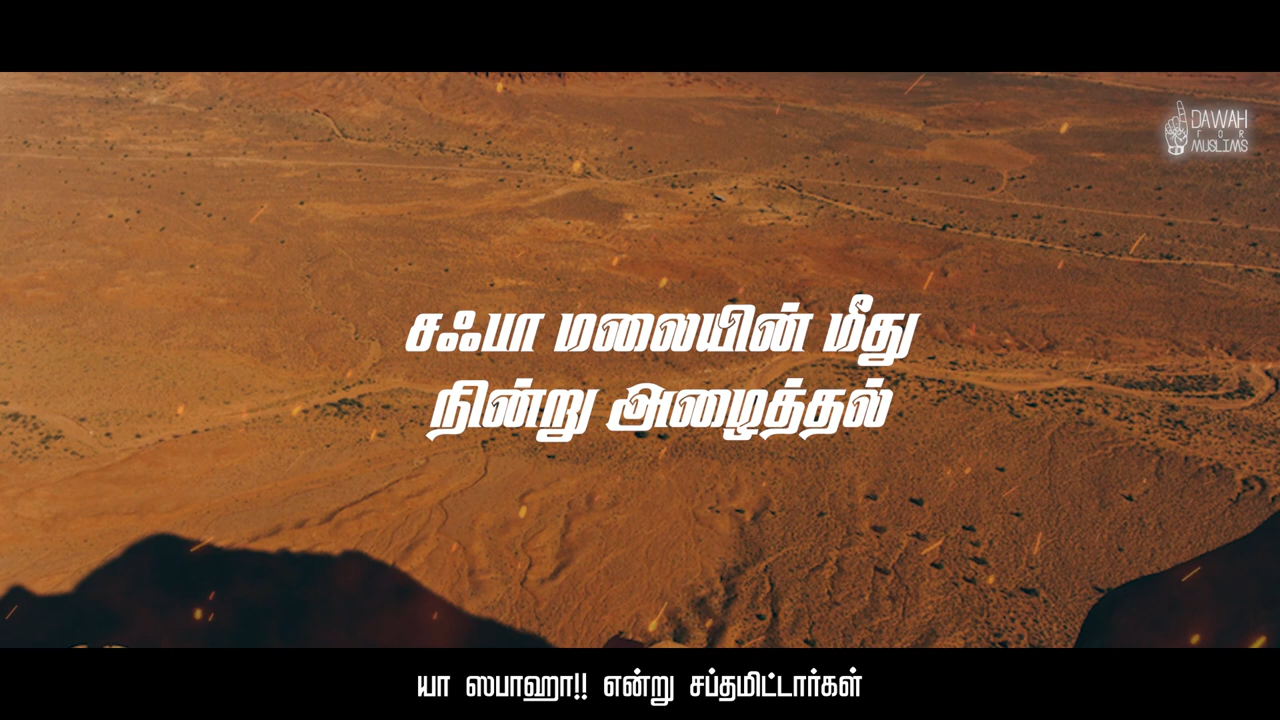 DAWAH
FOR
MUSLIMS
சஃபா மலையின் மீது
நின்று அழைத்தல்
யா ஸபாஹா!! என்று சப்தமிட்டார்கள்